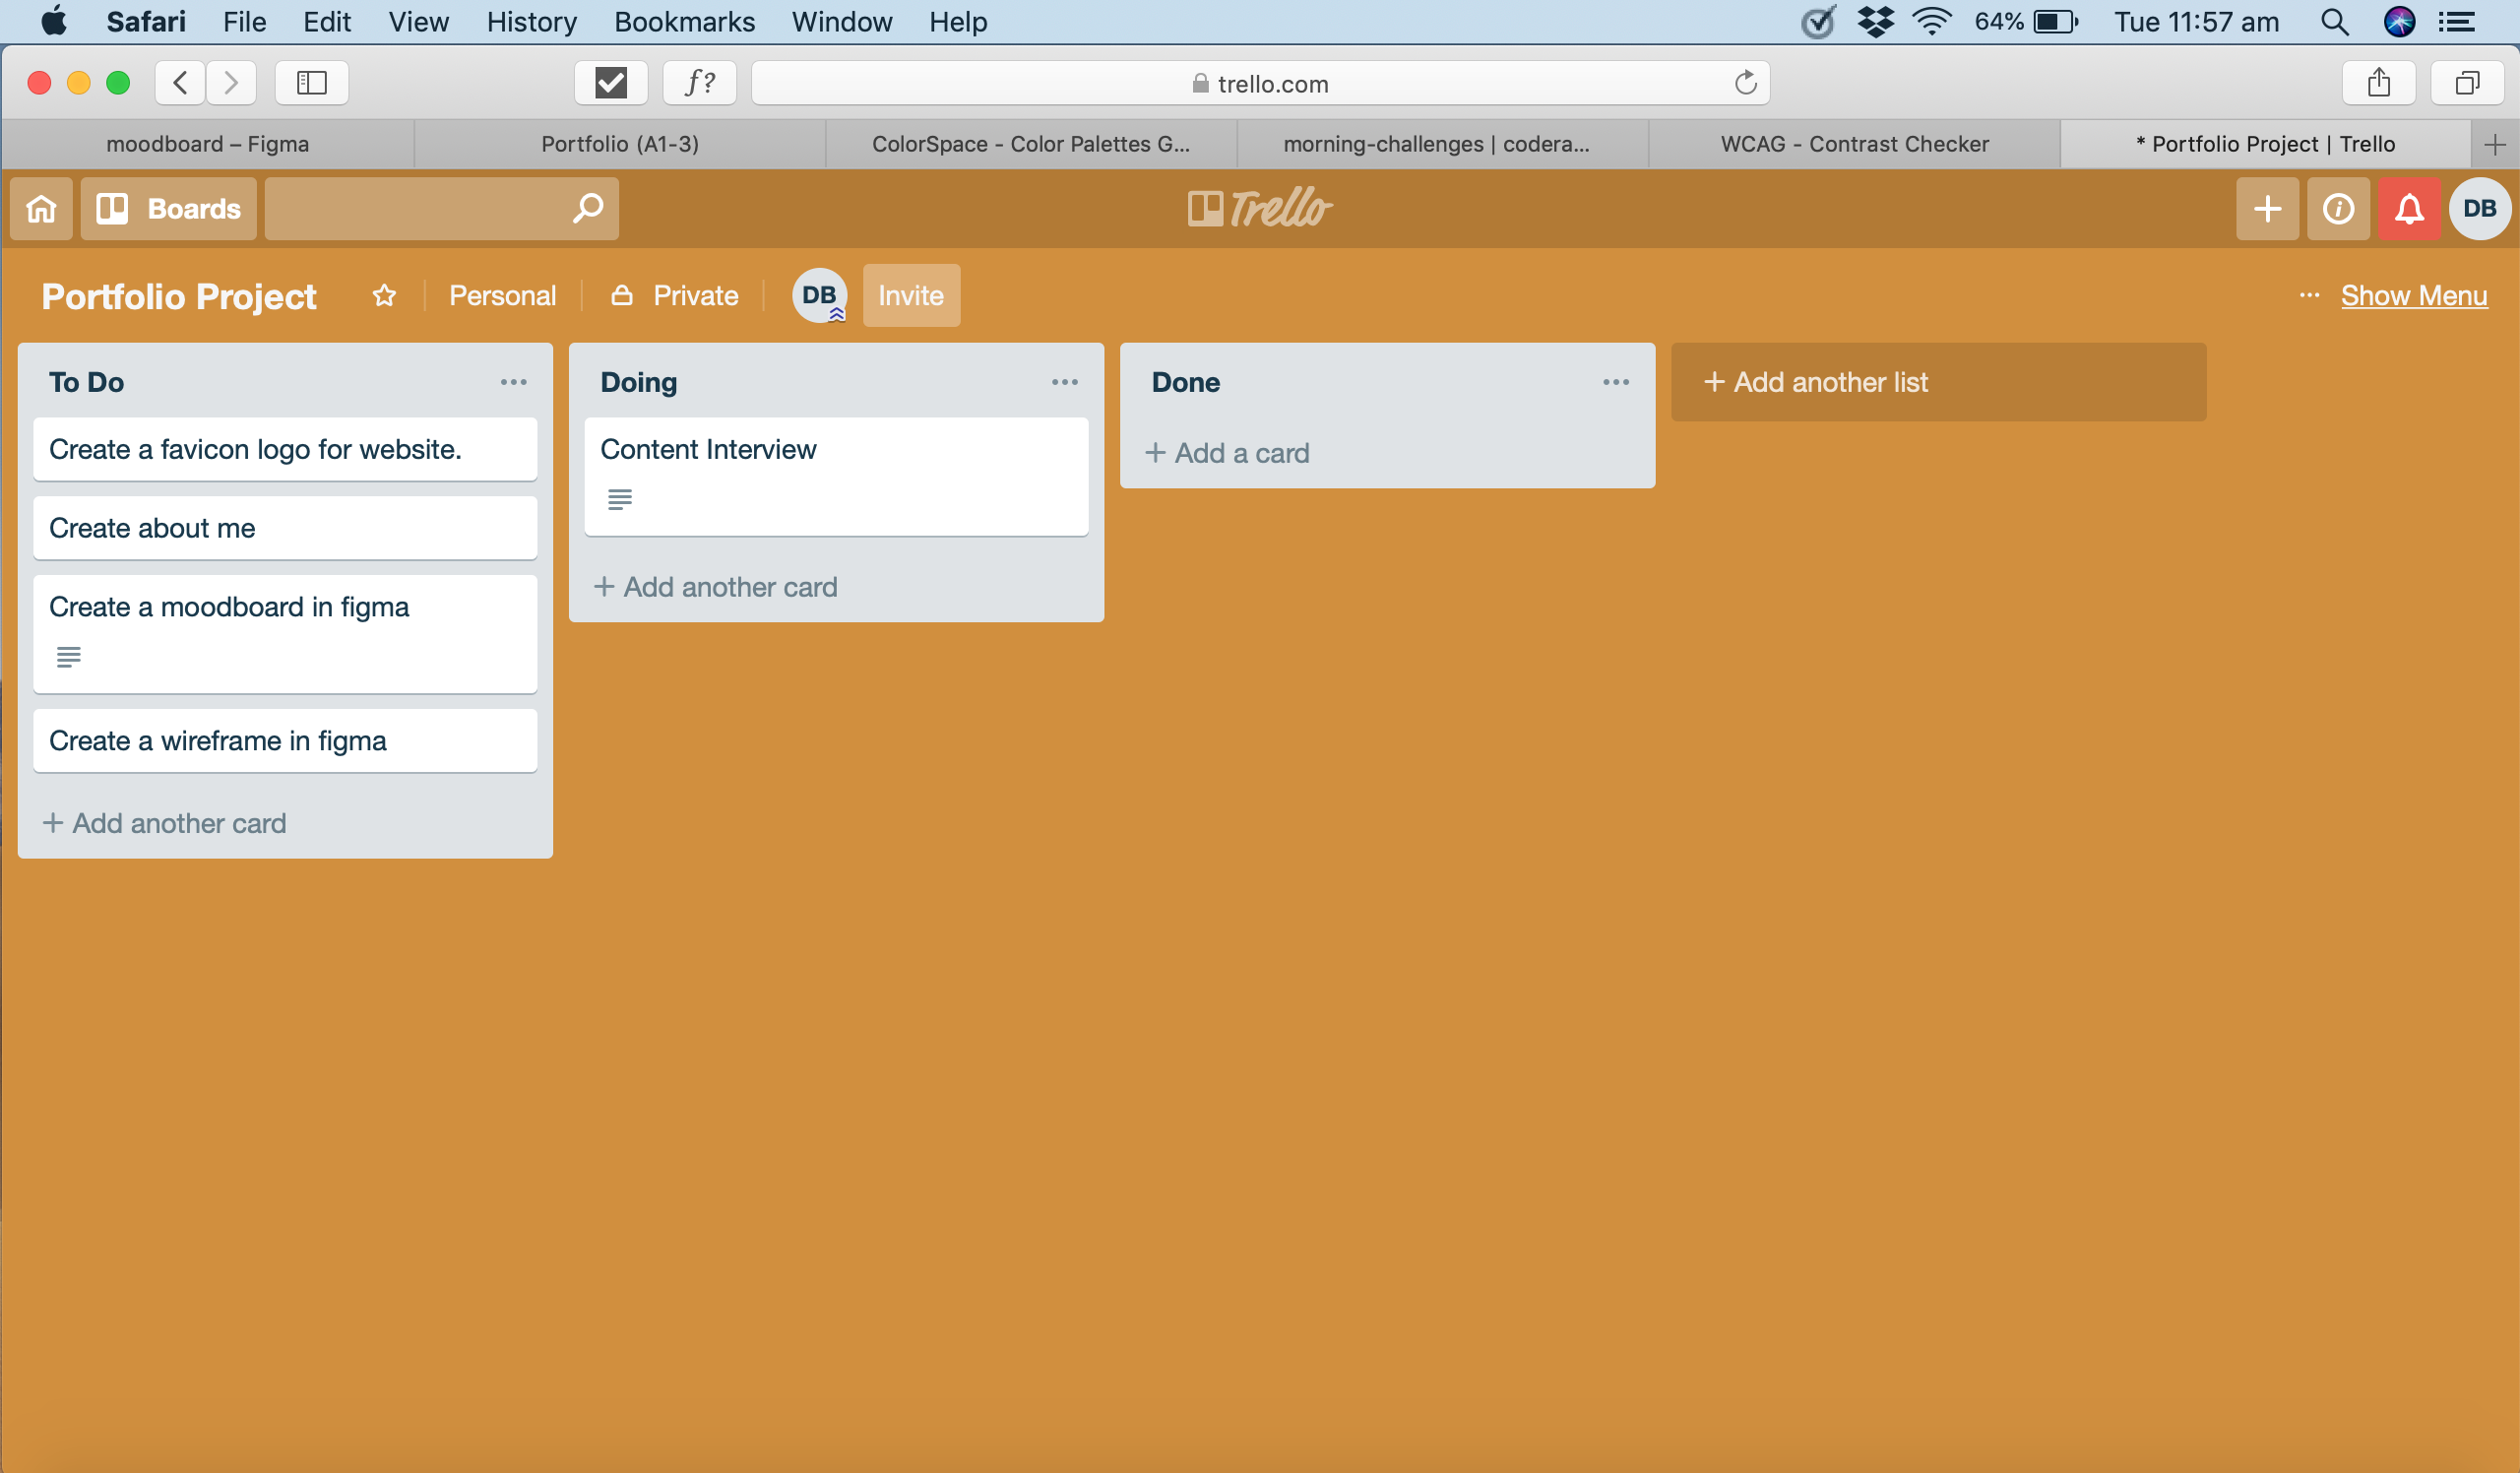 Safari File Edit View History Bookmarks Window Help 64% Tue 11:57 am
f? trello.com
moodboard – Figma Portfolio (A1-3) ColorSpace - Color Palettes G... morning-challenges | codera... WCAG - Contrast Checker * Portfolio Project | Trello
Boards Trello DB
Portfolio Project Personal Private DB Invite ... Show Menu
To Do
Create a favicon logo for website.
Create about me
Create a moodboard in figma
Create a wireframe in figma
+ Add another card
Doing
Content Interview
+ Add another card
Done
+ Add a card
+ Add another list